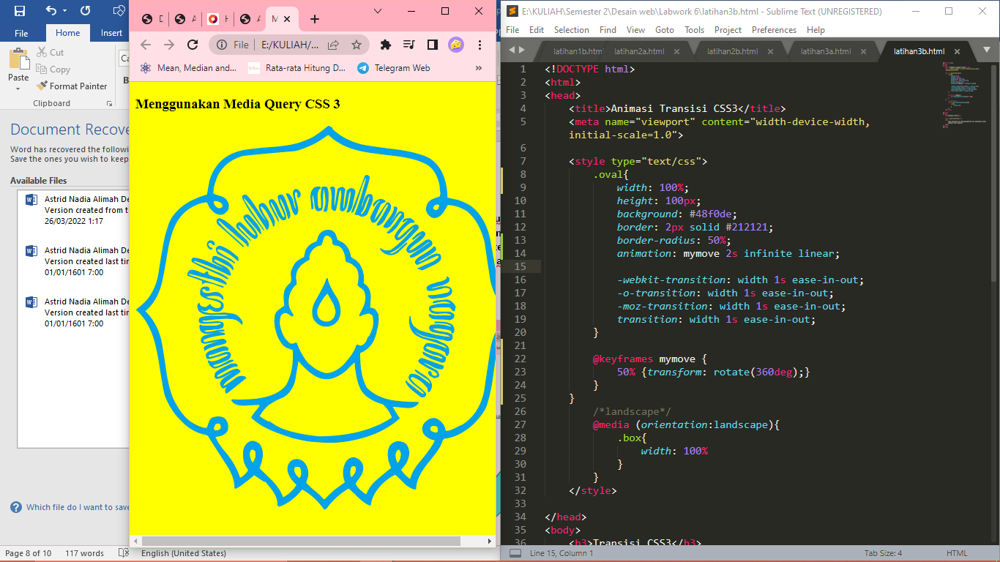 File
Home
Insert
Cut
Copy
Paste
Format Painter
Clipboard
Document Recove
Word has recovered the followi
Save the ones you wish to keep
Available Files
Astrid Nadia Alimah De
Version created from t
26/03/2022 1:17
Astrid Nadia Alimah De
Version created last tin
01/01/1601 7:00
Astrid Nadia Alimah De
Version created last tin
01/01/1601 7:00
Which file do I want to save
Page 8 of 10
117 words
English (United States)
File
E:/KULIAH/...
Mean, Median and...
Rata-rata Hitung D...
Telegram Web
»
Menggunakan Media Query CSS 3
mangesthi luhur ambangun nagara
E:\KULIAH\Semester 2\Desain web\Labwork 6\latihan3b.html - Sublime Text (UNREGISTERED)
File Edit Selection Find View Goto Tools Project Preferences Help
latihan1b.htm
latihan2a.html
latihan2b.html
latihan3a.html
latihan3b.html
1 <!DOCTYPE html>
2 <html>
3 <head>
4 <title>Animasi Transisi CSS3</title>
5 <meta name="viewport" content="width-device-width,
initial-scale=1.0">
6
7 <style type="text/css">
8 .oval{
9 width: 100%;
10 height: 100px;
11 background: #48f0de;
12 border: 2px solid #212121;
13 border-radius: 50%;
14 animation: mymove 2s infinite linear;
15
16 -webkit-transition: width 1s ease-in-out;
17 -o-transition: width 1s ease-in-out;
18 -moz-transition: width 1s ease-in-out;
19 transition: width 1s ease-in-out;
20 }
21
22 @keyframes mymove {
23 50% {transform: rotate(360deg);}
24 }
25 }
26 /*landscape*/
27 @media (orientation:landscape){
28 .box{
29 width: 100%
30 }
31 }
32 </style>
33
34 </head>
35 <body>
36 <h3>Transisi CSS3</h3>
Line 15, Column 1
Tab Size: 4
HTML